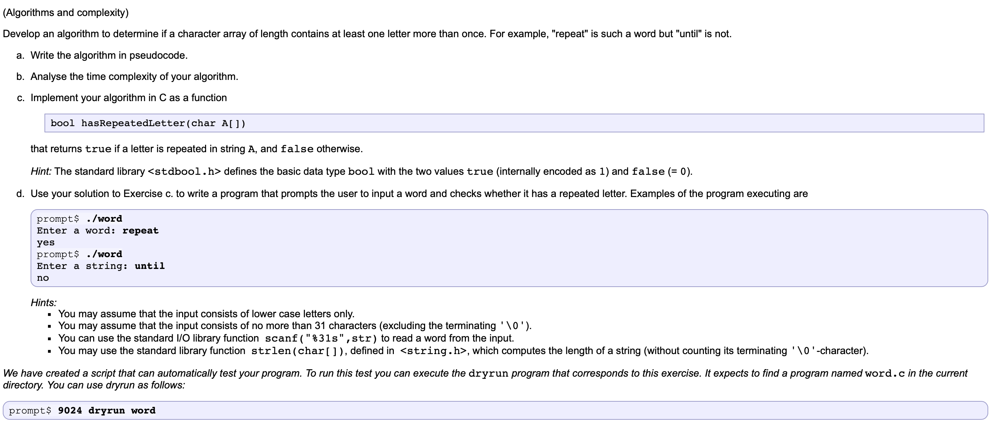 (Algorithms and complexity)
Develop an algorithm to determine if a character array of length contains at least one letter more than once. For example, "repeat" is such a word but "until" is not.
a. Write the algorithm in pseudocode.
b. Analyse the time complexity of your algorithm.
c. Implement your algorithm in C as a function
bool hasRepeatedLetter(char A[])
that returns true if a letter is repeated in string A, and false otherwise.
Hint: The standard library <stdbool.h> defines the basic data type bool with the two values true (internally encoded as 1) and false (= 0).
d. Use your solution to Exercise c. to write a program that prompts the user to input a word and checks whether it has a repeated letter. Examples of the program executing are
prompt$ ./word
Enter a word: repeat
yes
prompt$ ./word
Enter a string: until
no
Hints:
▪ You may assume that the input consists of lower case letters only.
▪ You may assume that the input consists of no more than 31 characters (excluding the terminating '\0').
▪ You can use the standard I/O library function scanf("%31s",str) to read a word from the input.
▪ You may use the standard library function strlen(char[]), defined in <string.h>, which computes the length of a string (without counting its terminating '\0'-character).
We have created a script that can automatically test your program. To run this test you can execute the dryrun program that corresponds to this exercise. It expects to find a program named word.c in the current
directory. You can use dryrun as follows:
prompt$ 9024 dryrun word